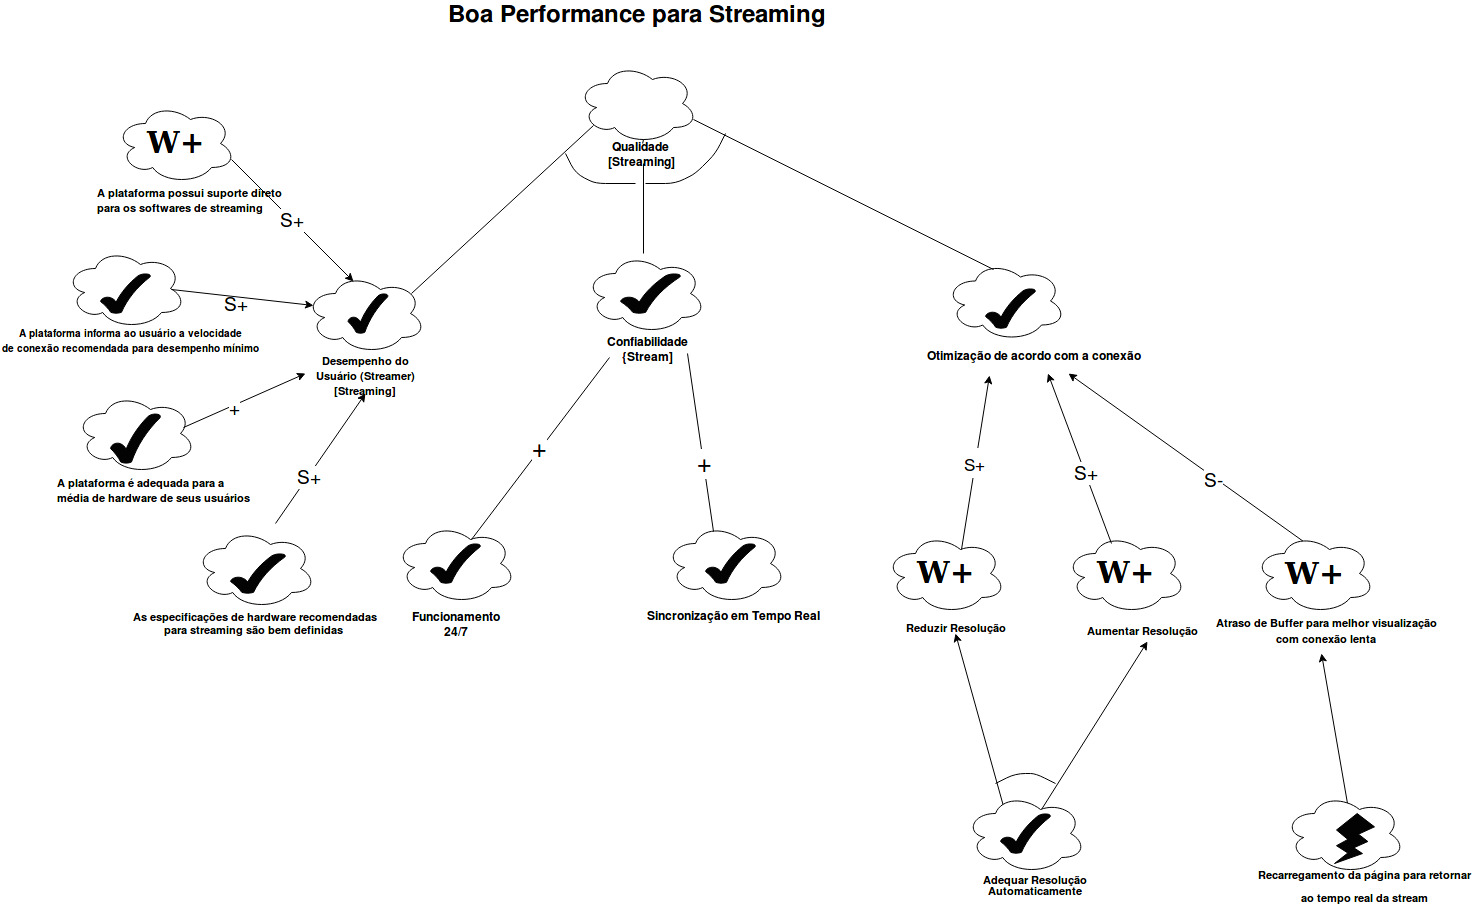 Boa Performance para Streaming
Qualidade
[Streaming]
W+
A plataforma possui suporte direto
para os softwares de streaming
S+
A plataforma informa ao usuário a velocidade
de conexão recomendada para desempenho mínimo
S+
Desempenho do
Usuário (Streamer)
[Streaming]
A plataforma é adequada para a
média de hardware de seus usuários
+
As especificações de hardware recomendadas
para streaming são bem definidas
S+
Confiabilidade
{Stream]
+
+
Funcionamento
24/7
Sincronização em Tempo Real
Otimização de acordo com a conexão
S+
S+
S-
W+
Reduzir Resolução
W+
Aumentar Resolução
W+
Atraso de Buffer para melhor visualização
com conexão lenta
Adequar Resolução
Automaticamente
Recarregamento da página para retornar
ao tempo real da stream